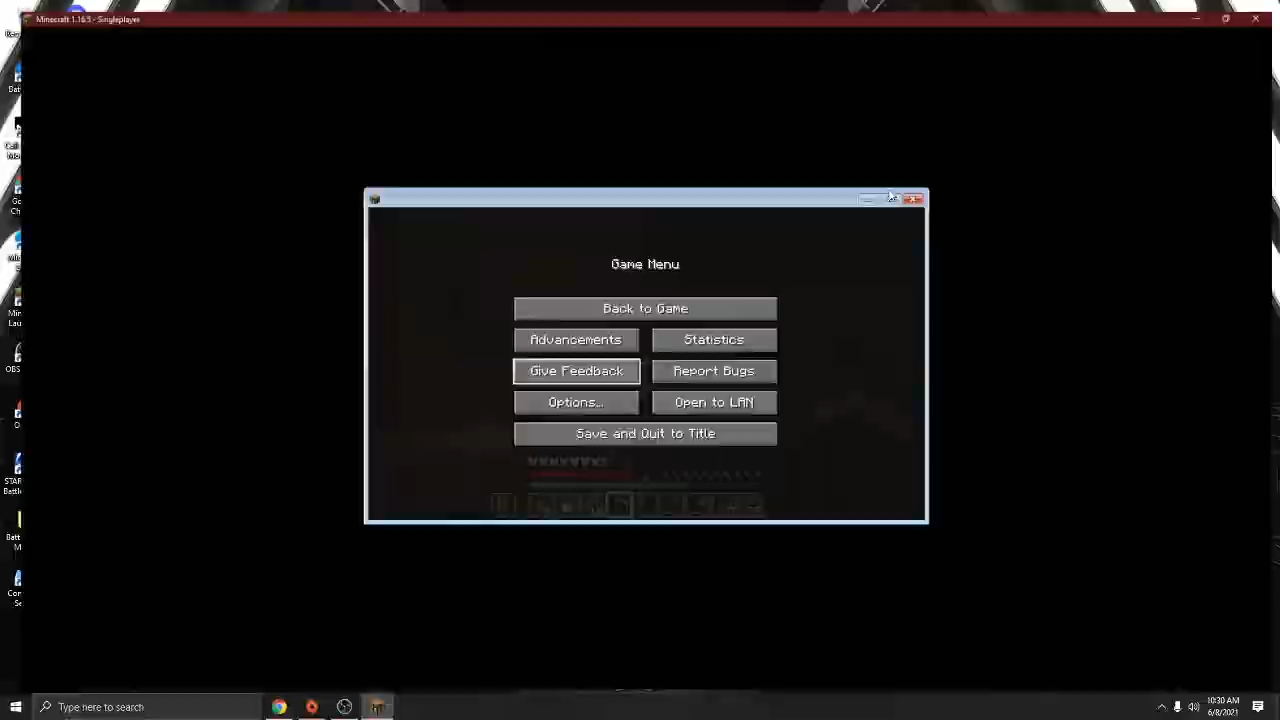 Minecraft 1.16.5 - Singleplayer
Game Menu
Back to Game
Advancements
Statistics
Give Feedback
Report Bugs
Options...
Open to LAN
Save and Quit to Title
Type here to search
10:30 AM
6/8/2021